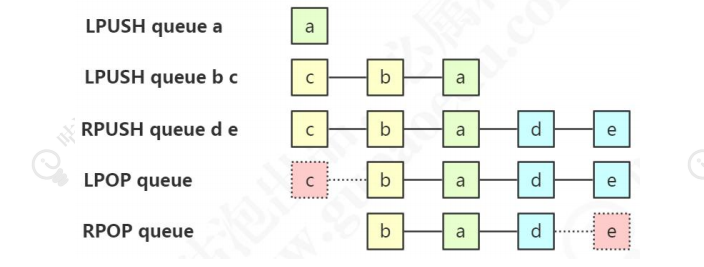 LPUSH queue a a
LPUSH queue b c c b a
RPUSH queue d e c b a d e
LPOP queue c b a d e
RPOP queue b a d e